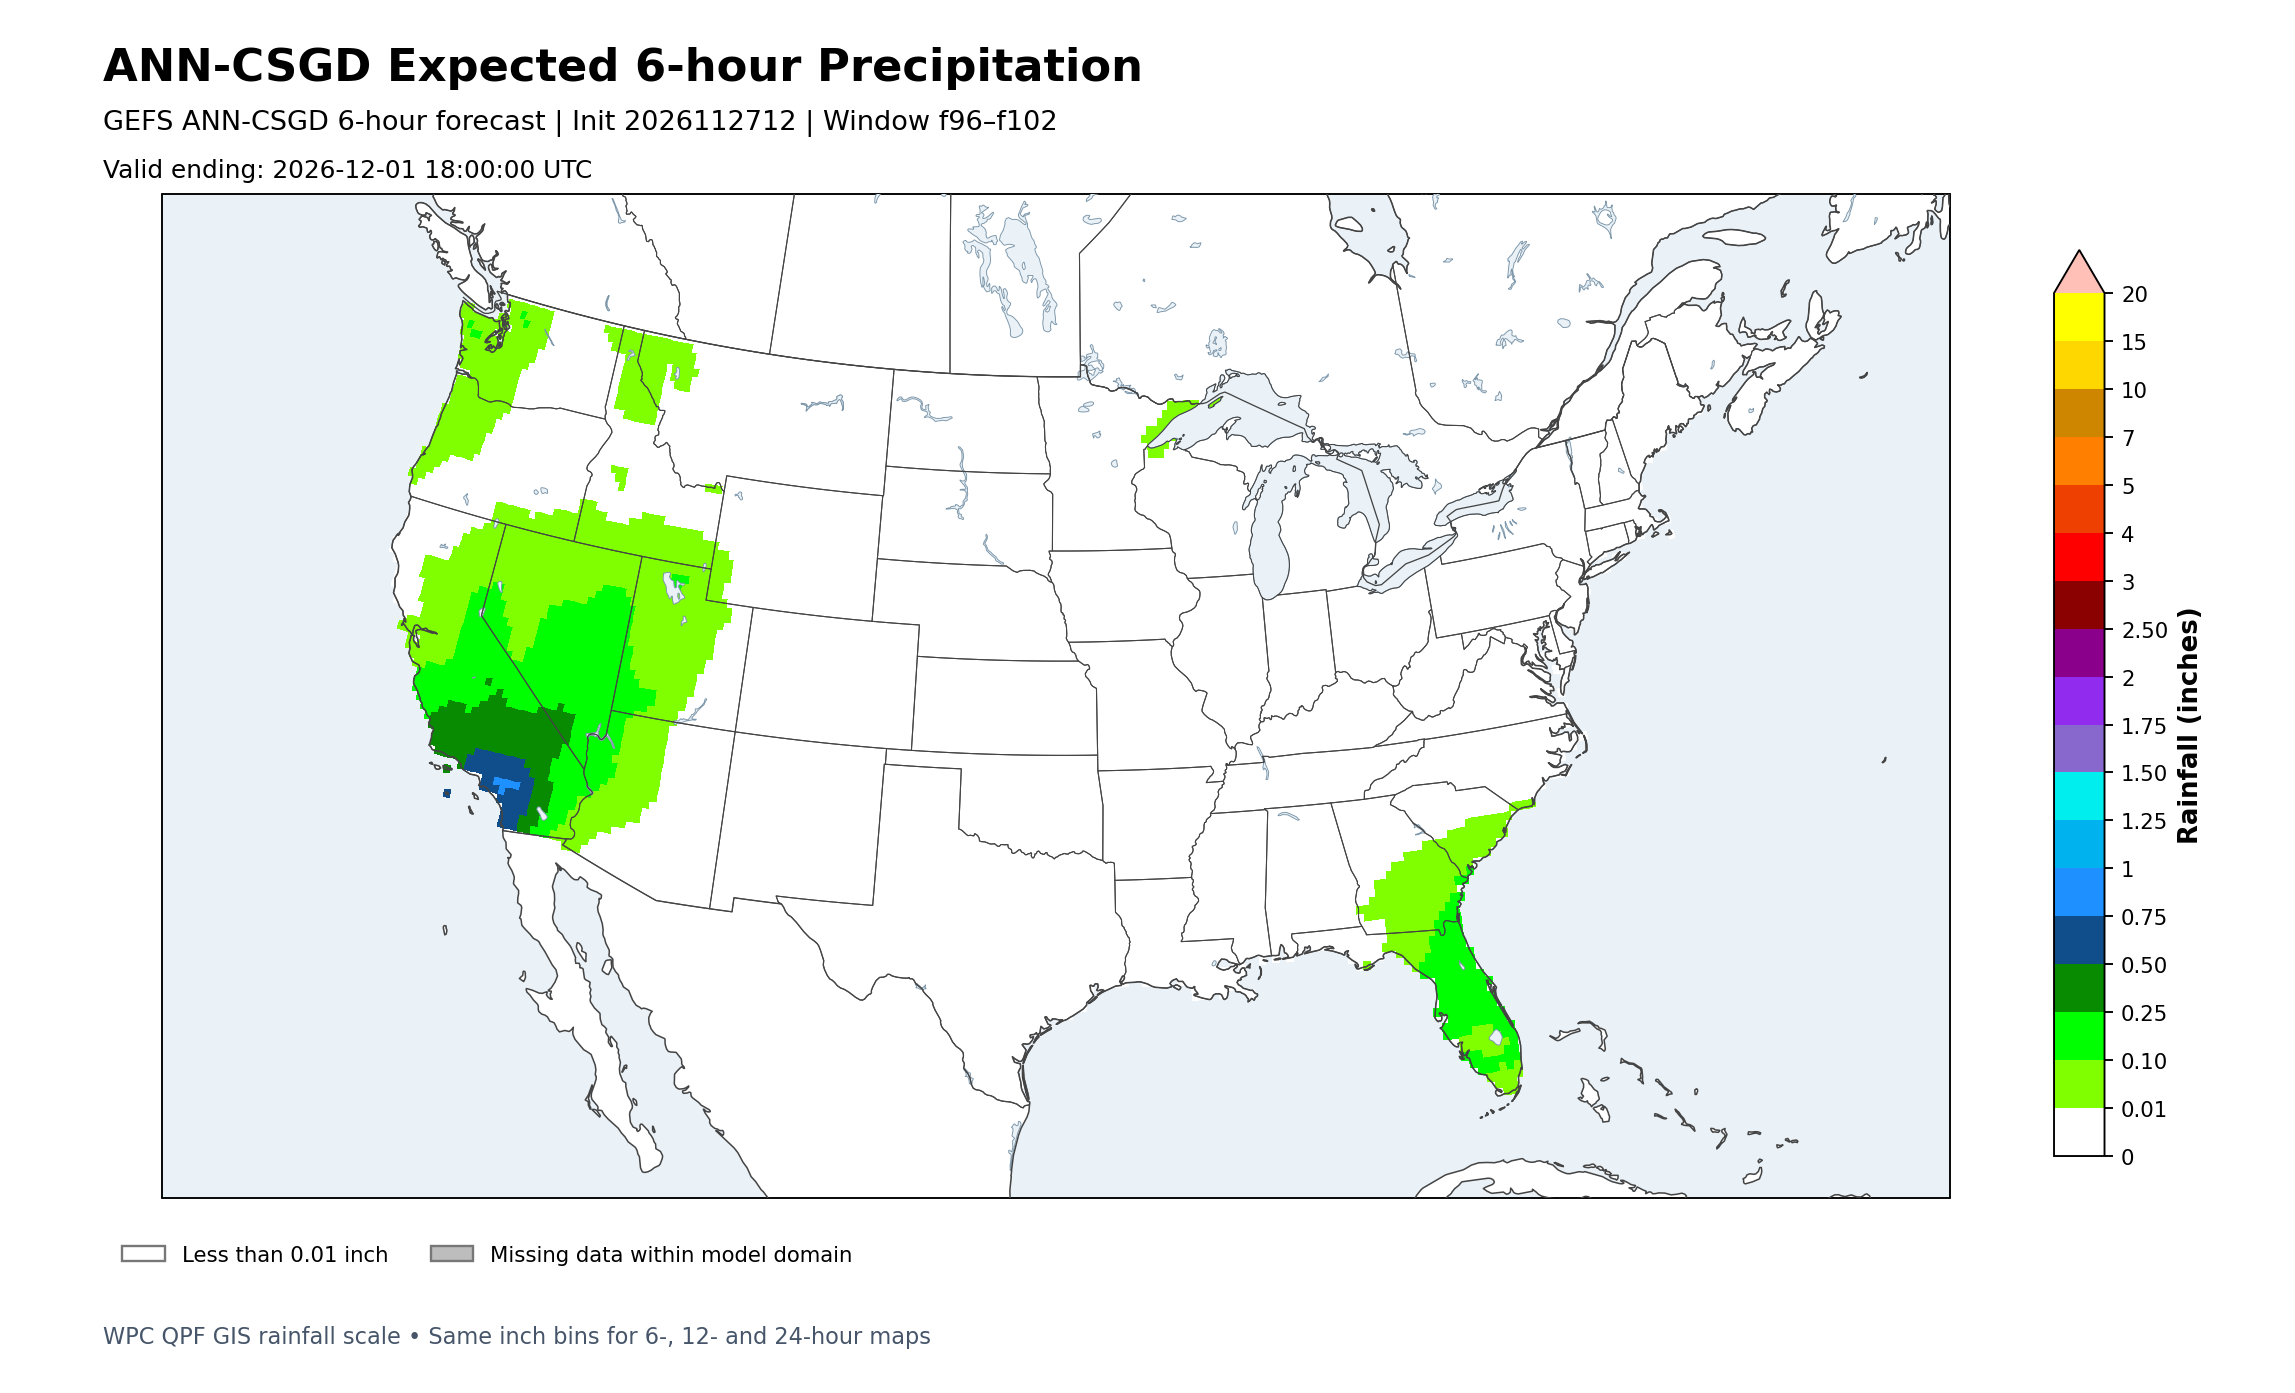 ANN-CSGD Expected 6-hour Precipitation
GEFS ANN-CSGD 6-hour forecast | Init 2026112712 | Window f96–f102
Valid ending: 2026-12-01 18:00:00 UTC
20
15
10
7
5
4
3
2.50
2
1.75
1.50
1.25
1
0.75
0.50
0.25
0.10
0.01
0
Rainfall (inches)
Less than 0.01 inch
Missing data within model domain
WPC QPF GIS rainfall scale • Same inch bins for 6-, 12- and 24-hour maps